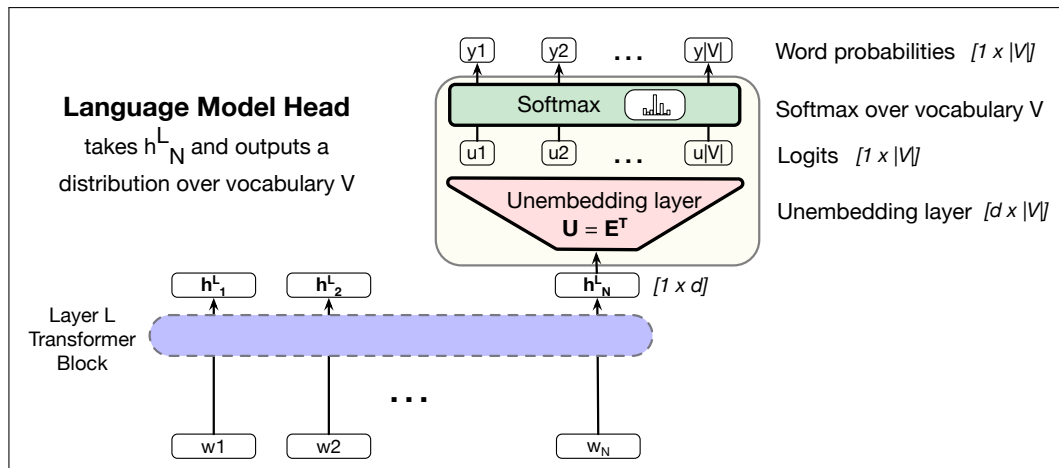 y1 y2 ... y|V| Word probabilities [1 x |V|]
Language Model Head
takes h^L_N and outputs a
distribution over vocabulary V
Softmax Softmax over vocabulary V
u1 u2 ... u|V| Logits [1 x |V|]
Unembedding layer Unembedding layer [d x |V|]
U = E^T
h^L_1 h^L_2 h^L_N [1 x d]
Layer L
Transformer
Block
...
w1 w2 w_N